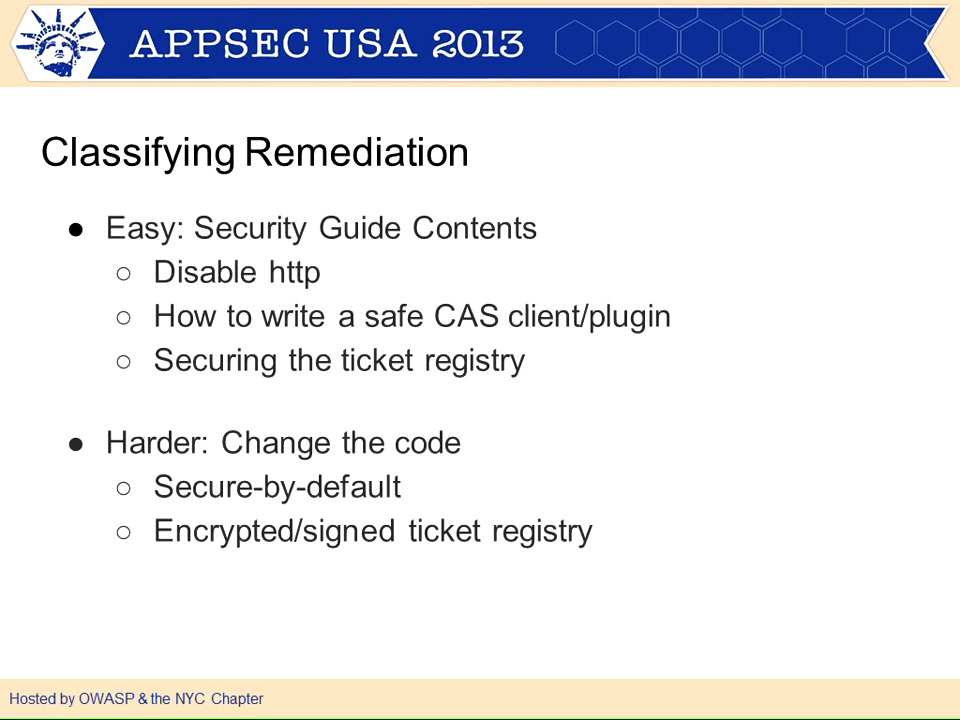 APPSEC USA 2013
Classifying Remediation
● Easy: Security Guide Contents
○ Disable http
○ How to write a safe CAS client/plugin
○ Securing the ticket registry
● Harder: Change the code
○ Secure-by-default
○ Encrypted/signed ticket registry
Hosted by OWASP & the NYC Chapter